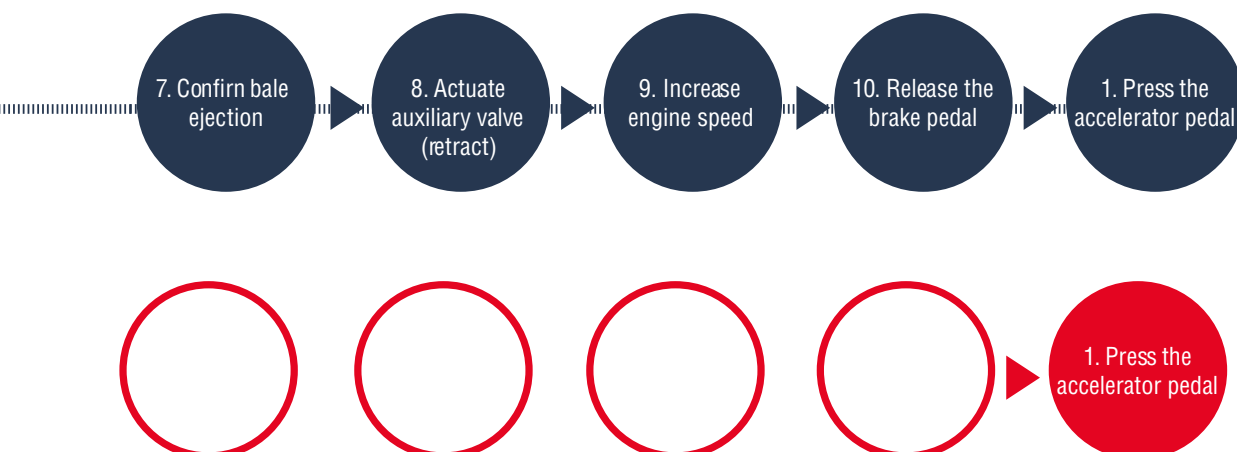 7. Confirn bale
ejection
8. Actuate
auxiliary valve
(retract)
9. Increase
engine speed
10. Release the
brake pedal
1. Press the
accelerator pedal
1. Press the
accelerator pedal